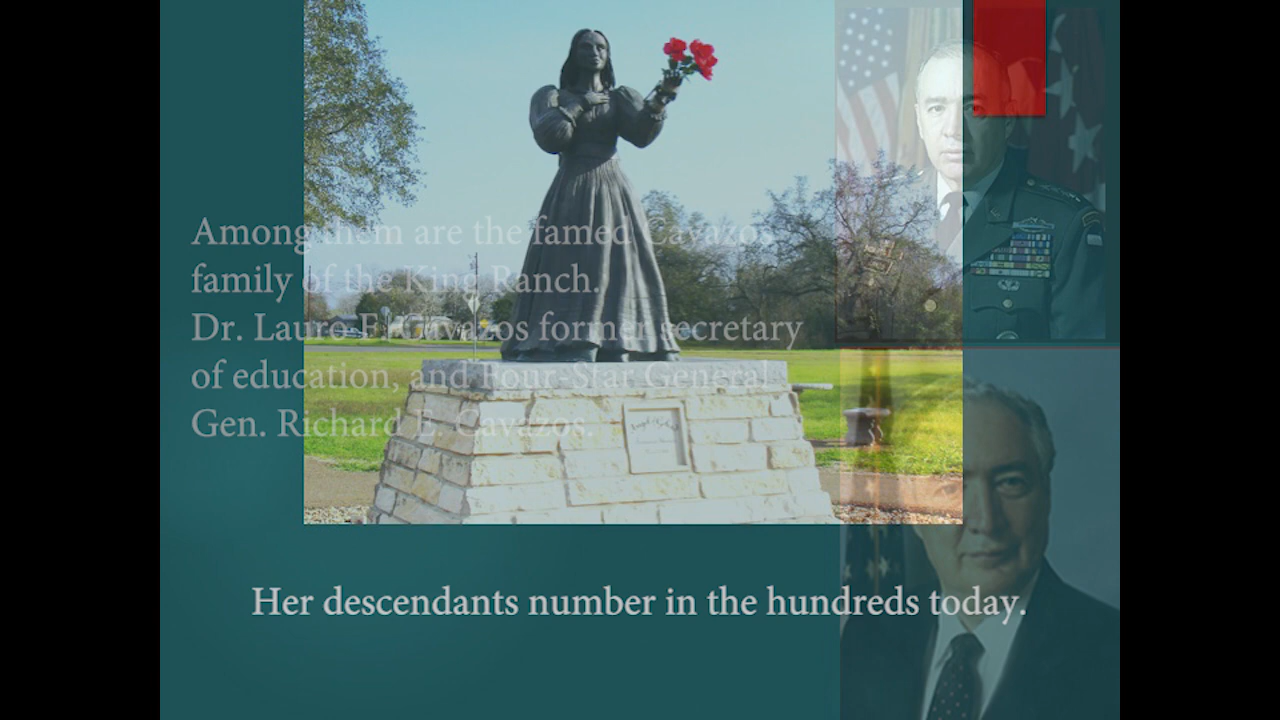 Among them are the famed Cavazos
family of the King Ranch.
Dr. Lauro F. Cavazos former secretary
of education, and Four Star General
Gen. Richard E. Cavazos.
Her descendants number in the hundreds today.